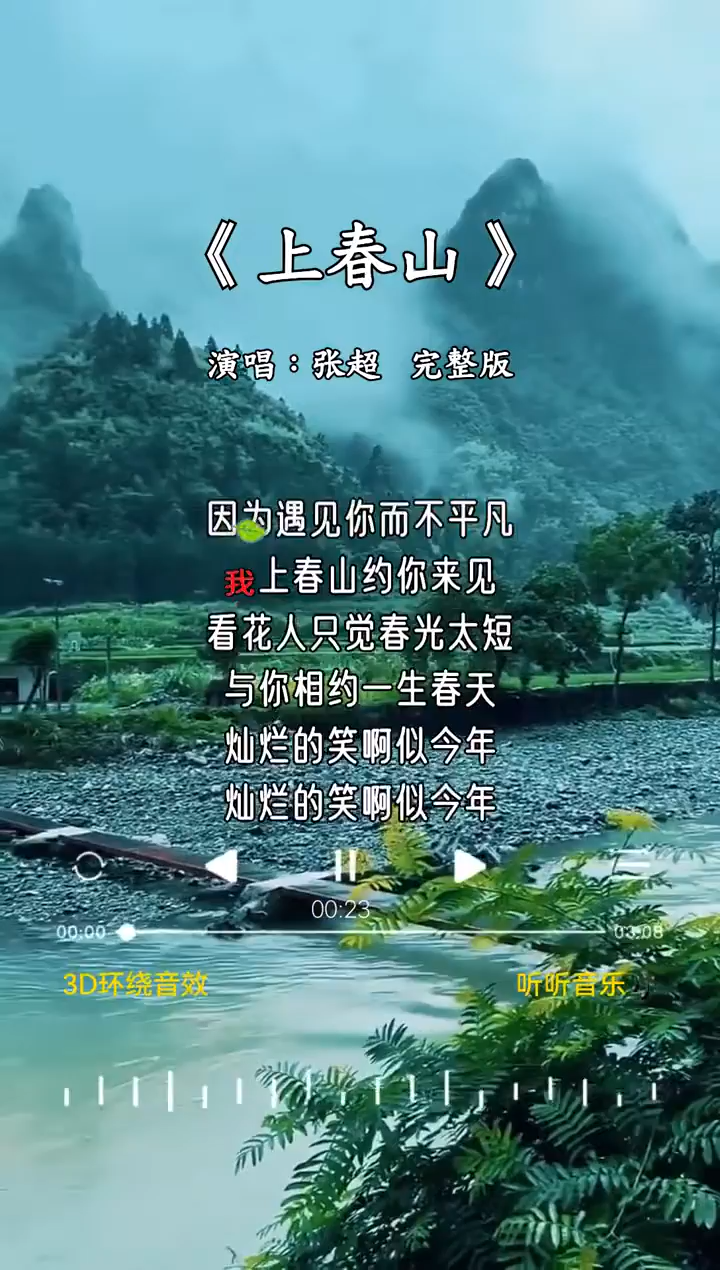 《上春山》
演唱：张超 完整版
因为遇见你而不平凡
我上春山约你来见
看花人只觉春光太短
与你相约一生春天
灿烂的笑啊似今年
灿烂的笑啊似今年
00:23
00:00 03:08
3D环绕音效 听听音乐